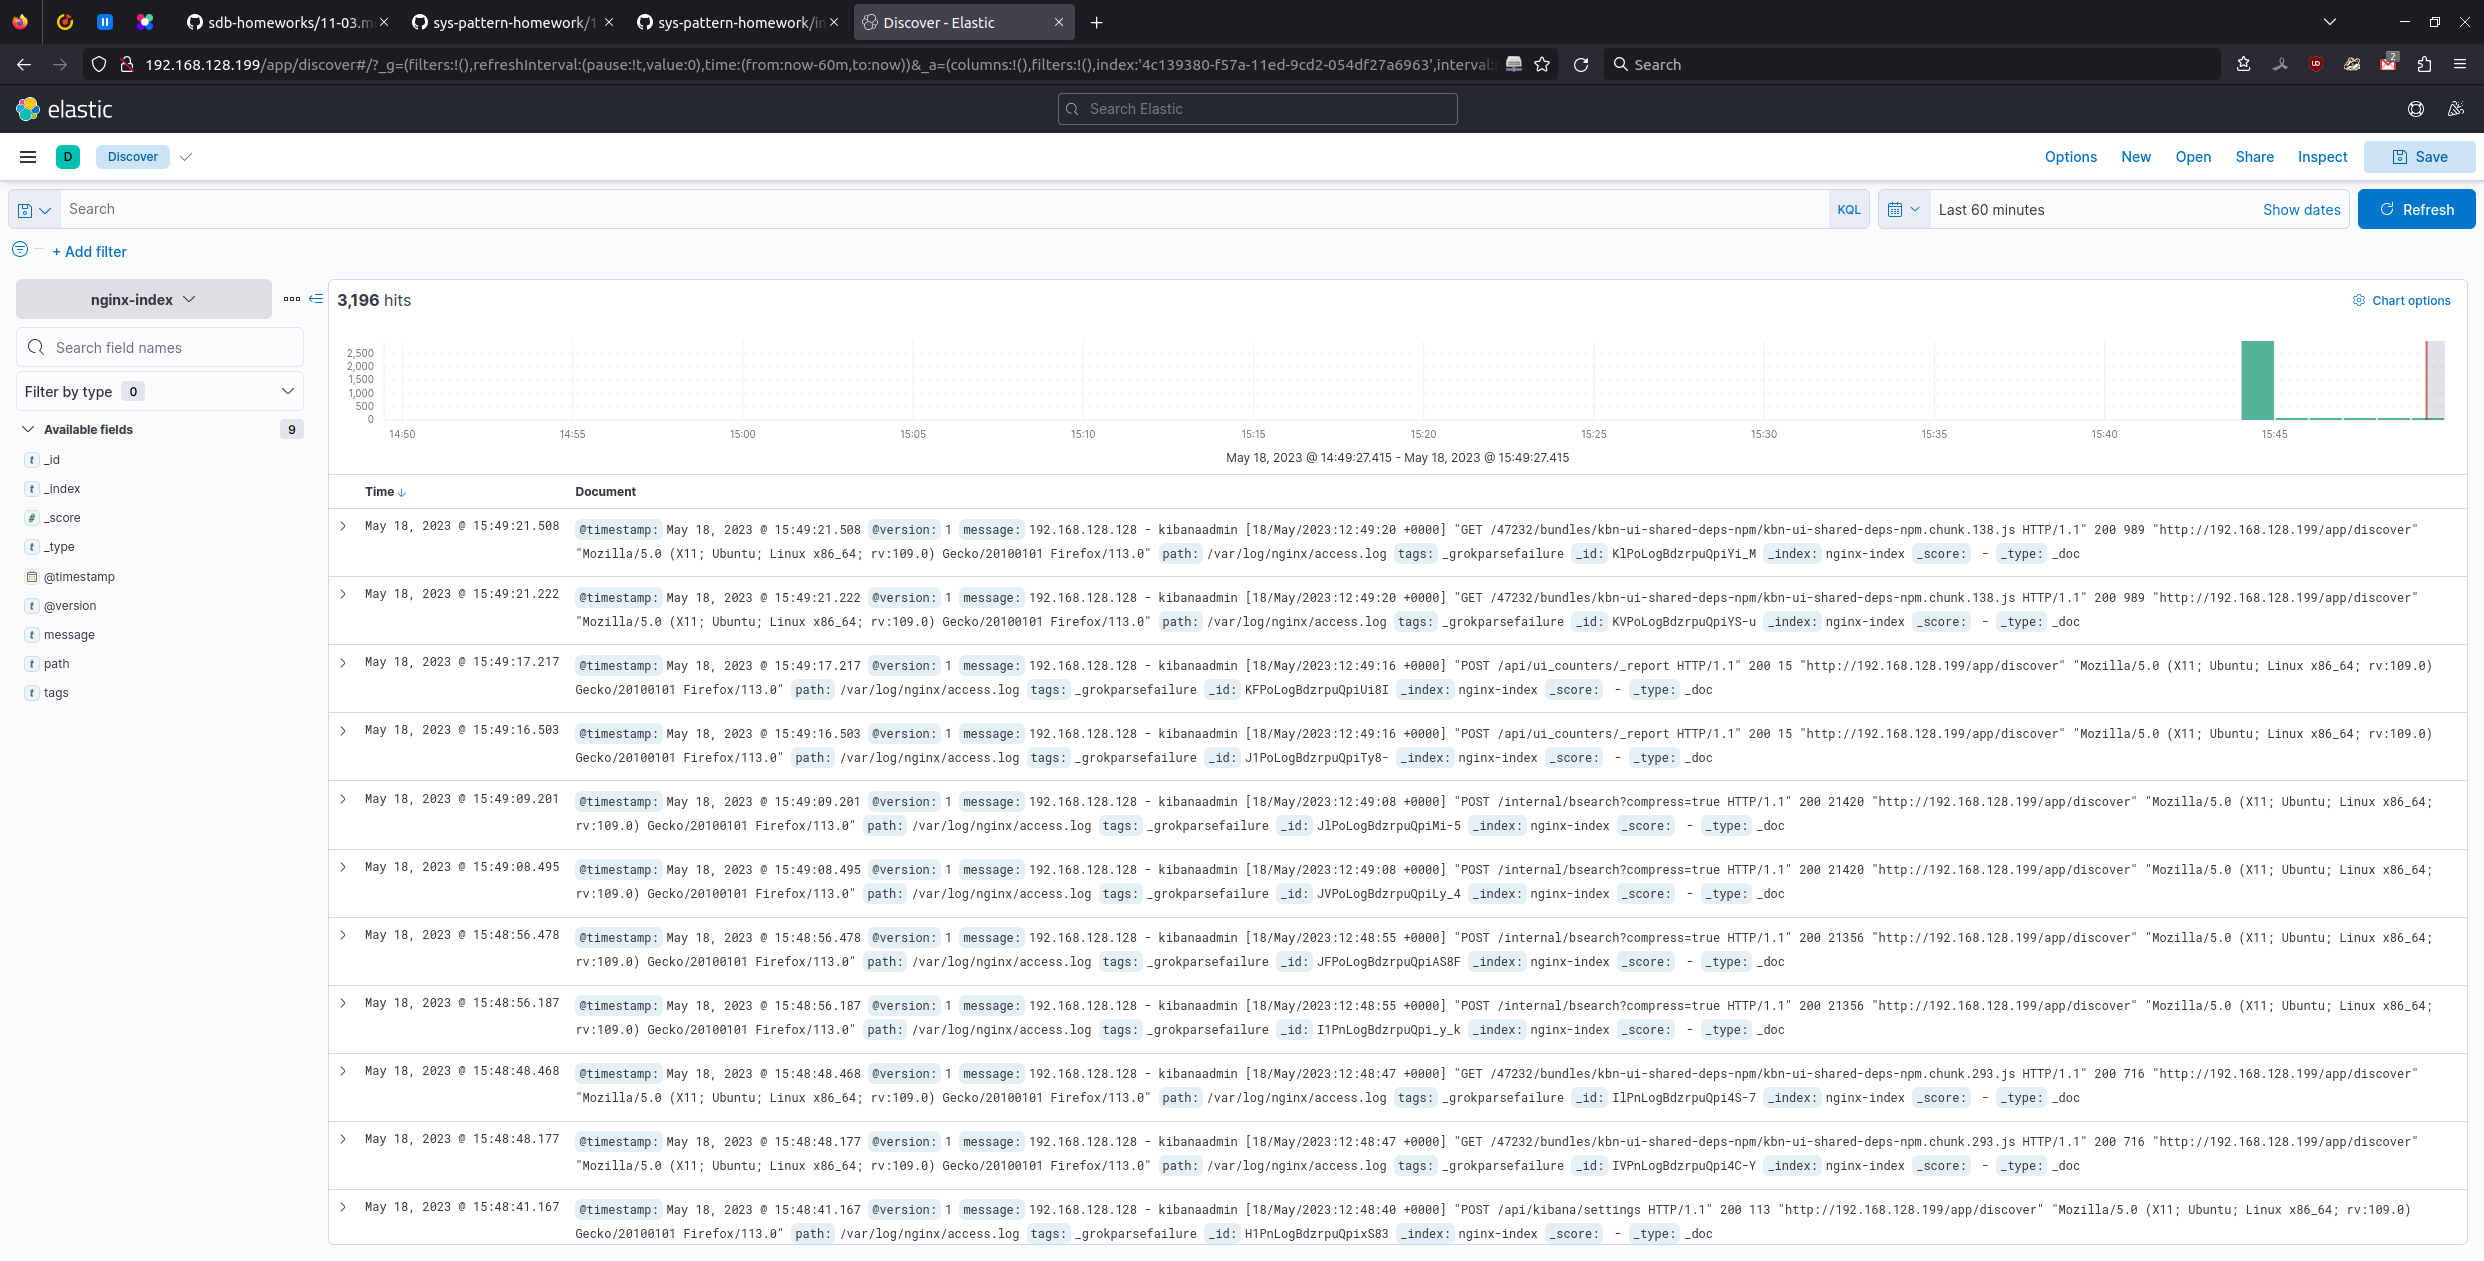 sdb-homeworks/11-03.m
sys-pattern-homework/1
sys-pattern-homework/in
Discover - Elastic
192.168.128.199/app/discover#/?_g=(filters:!(),refreshInterval:(pause:!t,value:0),time:(from:now-60m,to:now))&_a=(columns:!(),filters:!(),index:'4c139380-f57a-11ed-9cd2-054df27a6963',interval:
Search
2
elastic
Search Elastic
D
Discover
Options
New
Open
Share
Inspect
Save
Search
KQL
Last 60 minutes
Show dates
Refresh
+ Add filter
nginx-index
Search field names
Filter by type 0
Available fields 9
t _id
t _index
# _score
t _type
@timestamp
t @version
t message
t path
t tags
3,196 hits
Chart options
2,500
2,000
1,500
1,000
500
0
14:50 14:55 15:00 15:05 15:10 15:15 15:20 15:25 15:30 15:35 15:40 15:45
May 18, 2023 @ 14:49:27.415 - May 18, 2023 @ 15:49:27.415
Time Document
May 18, 2023 @ 15:49:21.508 @timestamp: May 18, 2023 @ 15:49:21.508 @version: 1 message: 192.168.128.128 - kibanaadmin [18/May/2023:12:49:20 +0000] "GET /47232/bundles/kbn-ui-shared-deps-npm/kbn-ui-shared-deps-npm.chunk.138.js HTTP/1.1" 200 989 "http://192.168.128.199/app/discover"
"Mozilla/5.0 (X11; Ubuntu; Linux x86_64; rv:109.0) Gecko/20100101 Firefox/113.0" path: /var/log/nginx/access.log tags: _grokparsefailure _id: KlPoLogBdzrpuQpiYi_M _index: nginx-index _score: - _type: _doc
May 18, 2023 @ 15:49:21.222 @timestamp: May 18, 2023 @ 15:49:21.222 @version: 1 message: 192.168.128.128 - kibanaadmin [18/May/2023:12:49:20 +0000] "GET /47232/bundles/kbn-ui-shared-deps-npm/kbn-ui-shared-deps-npm.chunk.138.js HTTP/1.1" 200 989 "http://192.168.128.199/app/discover"
"Mozilla/5.0 (X11; Ubuntu; Linux x86_64; rv:109.0) Gecko/20100101 Firefox/113.0" path: /var/log/nginx/access.log tags: _grokparsefailure _id: KVPoLogBdzrpuQpiYS-u _index: nginx-index _score: - _type: _doc
May 18, 2023 @ 15:49:17.217 @timestamp: May 18, 2023 @ 15:49:17.217 @version: 1 message: 192.168.128.128 - kibanaadmin [18/May/2023:12:49:16 +0000] "POST /api/ui_counters/_report HTTP/1.1" 200 15 "http://192.168.128.199/app/discover" "Mozilla/5.0 (X11; Ubuntu; Linux x86_64; rv:109.0)
Gecko/20100101 Firefox/113.0" path: /var/log/nginx/access.log tags: _grokparsefailure _id: KFPoLogBdzrpuQpiUi8I _index: nginx-index _score: - _type: _doc
May 18, 2023 @ 15:49:16.503 @timestamp: May 18, 2023 @ 15:49:16.503 @version: 1 message: 192.168.128.128 - kibanaadmin [18/May/2023:12:49:16 +0000] "POST /api/ui_counters/_report HTTP/1.1" 200 15 "http://192.168.128.199/app/discover" "Mozilla/5.0 (X11; Ubuntu; Linux x86_64; rv:109.0)
Gecko/20100101 Firefox/113.0" path: /var/log/nginx/access.log tags: _grokparsefailure _id: J1PoLogBdzrpuQpiTy8- _index: nginx-index _score: - _type: _doc
May 18, 2023 @ 15:49:09.201 @timestamp: May 18, 2023 @ 15:49:09.201 @version: 1 message: 192.168.128.128 - kibanaadmin [18/May/2023:12:49:08 +0000] "POST /internal/bsearch?compress=true HTTP/1.1" 200 21420 "http://192.168.128.199/app/discover" "Mozilla/5.0 (X11; Ubuntu; Linux x86_64;
rv:109.0) Gecko/20100101 Firefox/113.0" path: /var/log/nginx/access.log tags: _grokparsefailure _id: JlPoLogBdzrpuQpiMi-5 _index: nginx-index _score: - _type: _doc
May 18, 2023 @ 15:49:08.495 @timestamp: May 18, 2023 @ 15:49:08.495 @version: 1 message: 192.168.128.128 - kibanaadmin [18/May/2023:12:49:08 +0000] "POST /internal/bsearch?compress=true HTTP/1.1" 200 21420 "http://192.168.128.199/app/discover" "Mozilla/5.0 (X11; Ubuntu; Linux x86_64;
rv:109.0) Gecko/20100101 Firefox/113.0" path: /var/log/nginx/access.log tags: _grokparsefailure _id: JVPoLogBdzrpuQpiLy_4 _index: nginx-index _score: - _type: _doc
May 18, 2023 @ 15:48:56.478 @timestamp: May 18, 2023 @ 15:48:56.478 @version: 1 message: 192.168.128.128 - kibanaadmin [18/May/2023:12:48:55 +0000] "POST /internal/bsearch?compress=true HTTP/1.1" 200 21356 "http://192.168.128.199/app/discover" "Mozilla/5.0 (X11; Ubuntu; Linux x86_64;
rv:109.0) Gecko/20100101 Firefox/113.0" path: /var/log/nginx/access.log tags: _grokparsefailure _id: JFPoLogBdzrpuQpiAS8F _index: nginx-index _score: - _type: _doc
May 18, 2023 @ 15:48:56.187 @timestamp: May 18, 2023 @ 15:48:56.187 @version: 1 message: 192.168.128.128 - kibanaadmin [18/May/2023:12:48:55 +0000] "POST /internal/bsearch?compress=true HTTP/1.1" 200 21356 "http://192.168.128.199/app/discover" "Mozilla/5.0 (X11; Ubuntu; Linux x86_64;
rv:109.0) Gecko/20100101 Firefox/113.0" path: /var/log/nginx/access.log tags: _grokparsefailure _id: I1PnLogBdzrpuQpi_y_k _index: nginx-index _score: - _type: _doc
May 18, 2023 @ 15:48:48.468 @timestamp: May 18, 2023 @ 15:48:48.468 @version: 1 message: 192.168.128.128 - kibanaadmin [18/May/2023:12:48:47 +0000] "GET /47232/bundles/kbn-ui-shared-deps-npm/kbn-ui-shared-deps-npm.chunk.293.js HTTP/1.1" 200 716 "http://192.168.128.199/app/discover"
"Mozilla/5.0 (X11; Ubuntu; Linux x86_64; rv:109.0) Gecko/20100101 Firefox/113.0" path: /var/log/nginx/access.log tags: _grokparsefailure _id: IlPnLogBdzrpuQpi4S-7 _index: nginx-index _score: - _type: _doc
May 18, 2023 @ 15:48:48.177 @timestamp: May 18, 2023 @ 15:48:48.177 @version: 1 message: 192.168.128.128 - kibanaadmin [18/May/2023:12:48:47 +0000] "GET /47232/bundles/kbn-ui-shared-deps-npm/kbn-ui-shared-deps-npm.chunk.293.js HTTP/1.1" 200 716 "http://192.168.128.199/app/discover"
"Mozilla/5.0 (X11; Ubuntu; Linux x86_64; rv:109.0) Gecko/20100101 Firefox/113.0" path: /var/log/nginx/access.log tags: _grokparsefailure _id: IVPnLogBdzrpuQpi4C-Y _index: nginx-index _score: - _type: _doc
May 18, 2023 @ 15:48:41.167 @timestamp: May 18, 2023 @ 15:48:41.167 @version: 1 message: 192.168.128.128 - kibanaadmin [18/May/2023:12:48:40 +0000] "POST /api/kibana/settings HTTP/1.1" 200 113 "http://192.168.128.199/app/discover" "Mozilla/5.0 (X11; Ubuntu; Linux x86_64; rv:109.0)
Gecko/20100101 Firefox/113.0" path: /var/log/nginx/access.log tags: _grokparsefailure _id: H1PnLogBdzrpuQpixS83 _index: nginx-index _score: - _type: _doc